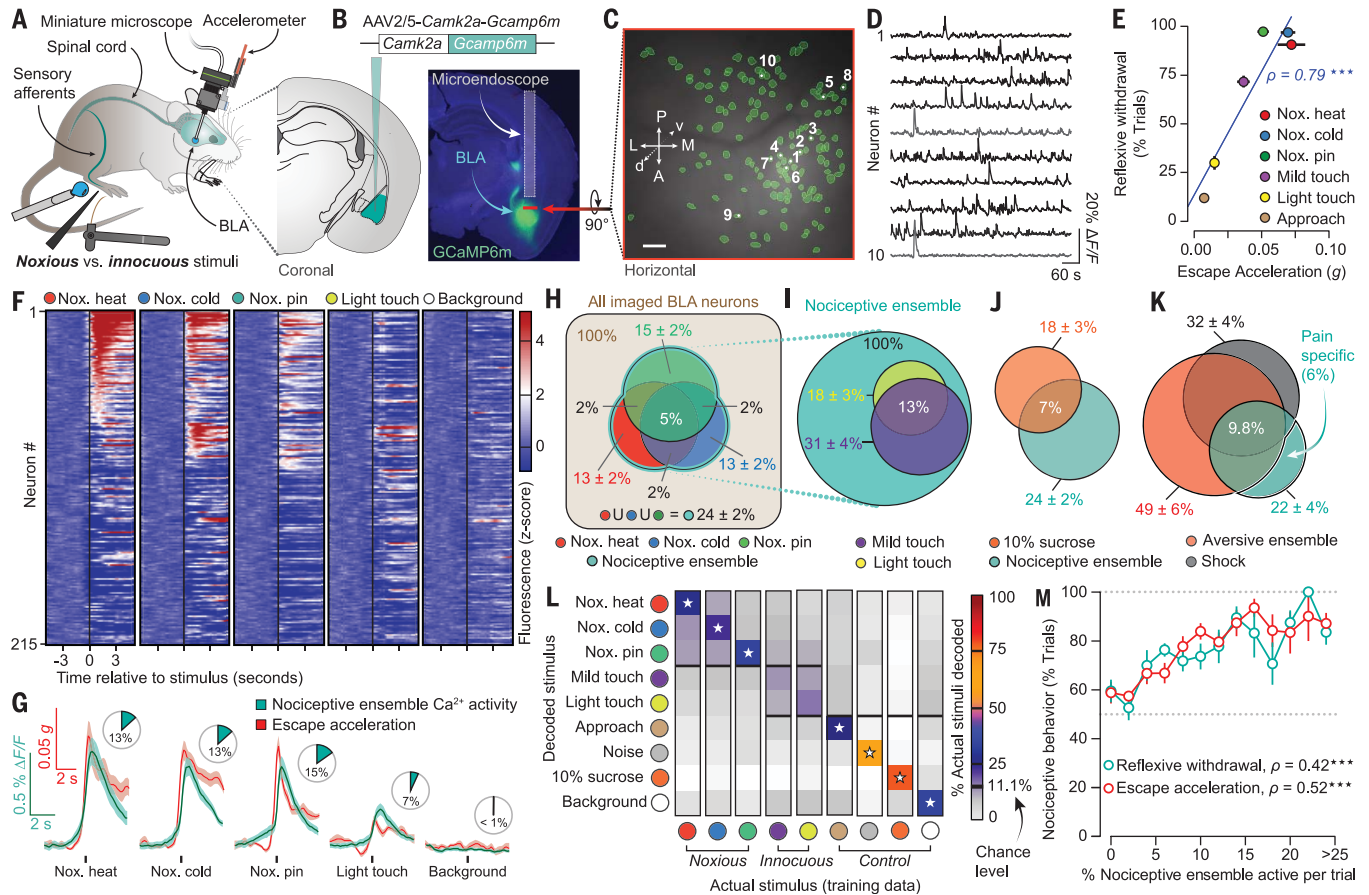 A
Miniature microscope
Accelerometer
Spinal cord
Sensory
afferents
BLA
Noxious vs. innocuous stimuli
B
AAV2/5-Camk2a-Gcamp6m
Camk2a
Gcamp6m
Microendoscope
BLA
GCaMP6m
Coronal
90°
C
10
8
5
3
2
4
1
7
6
9
P
v
L
M
d
A
Horizontal
D
1
Neuron #
10
20% ΔF/F
60 s
E
Reflexive withdrawal
(% Trials)
100
75
50
25
0
ρ = 0.79 ***
Nox. heat
Nox. cold
Nox. pin
Mild touch
Light touch
Approach
0
0.05
0.10
Escape Acceleration (g)
F
Nox. heat
Nox. cold
Nox. pin
Light touch
Background
1
Neuron #
215
-3 0 3
Time relative to stimulus (seconds)
4
2
0
Fluorescence (z-score)
G
Nociceptive ensemble Ca²⁺ activity
Escape acceleration
0.05 g
2 s
0.5 % ΔF/F
2 s
13%
13%
15%
7%
< 1%
Nox. heat
Nox. cold
Nox. pin
Light touch
Background
H
All imaged BLA neurons
100%
15 ± 2%
2%
2%
5%
13 ± 2%
13 ± 2%
2%
U U = 24 ± 2%
Nox. heat
Nox. cold
Nox. pin
Nociceptive ensemble
I
Nociceptive ensemble
100%
18 ± 3%
13%
31 ± 4%
Mild touch
Light touch
J
18 ± 3%
7%
24 ± 2%
10% sucrose
Nociceptive ensemble
K
32 ± 4%
Pain
specific
(6%)
9.8%
49 ± 6%
22 ± 4%
Aversive ensemble
Shock
L
Decoded stimulus
Nox. heat
Nox. cold
Nox. pin
Mild touch
Light touch
Approach
Noise
10% sucrose
Background
Noxious
Innocuous
Control
Actual stimulus (training data)
100
75
50
25
11.1%
0
% Actual stimuli decoded
Chance
level
M
Nociceptive behavior (% Trials)
100
80
60
40
20
0
Reflexive withdrawal, ρ = 0.42***
Escape acceleration, ρ = 0.52***
0 5 10 15 20 >25
% Nociceptive ensemble active per trial